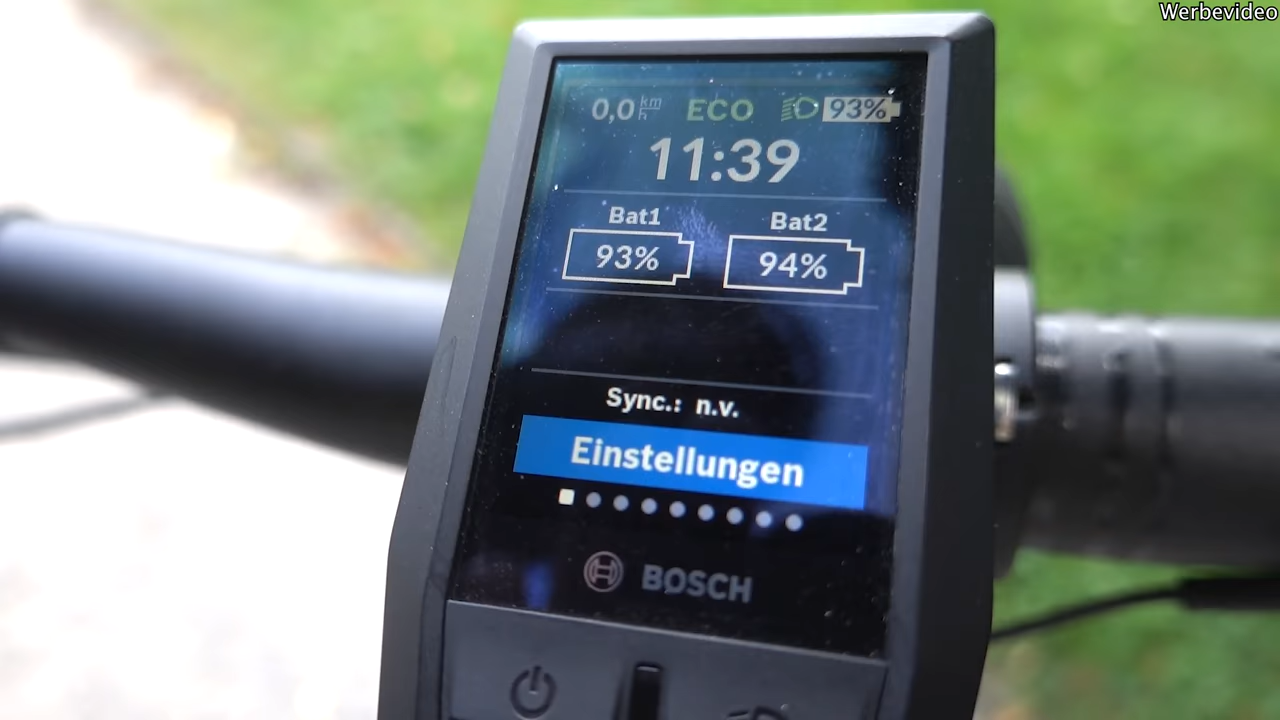 Werbevideo
0,0 km/h ECO 93%
11:39
Bat1 Bat2
93% 94%
Sync.: n.v.
Einstellungen
BOSCH